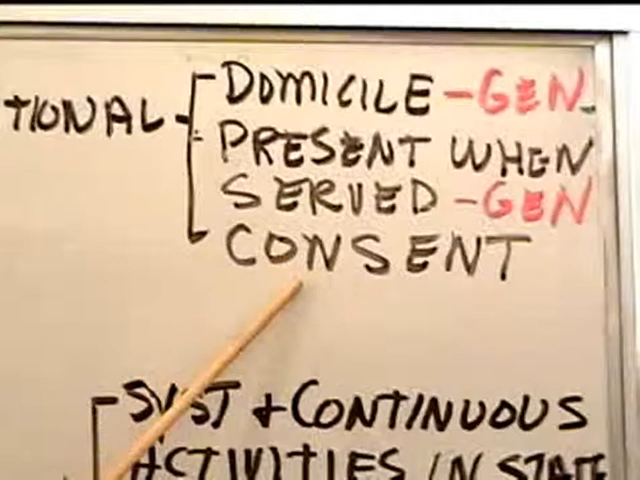 TIONAL
DOMICILE - GEN
PRESENT WHEN
SERVED - GEN
CONSENT
SYST + CONTINUOUS
ACTIVITIES IN STATE